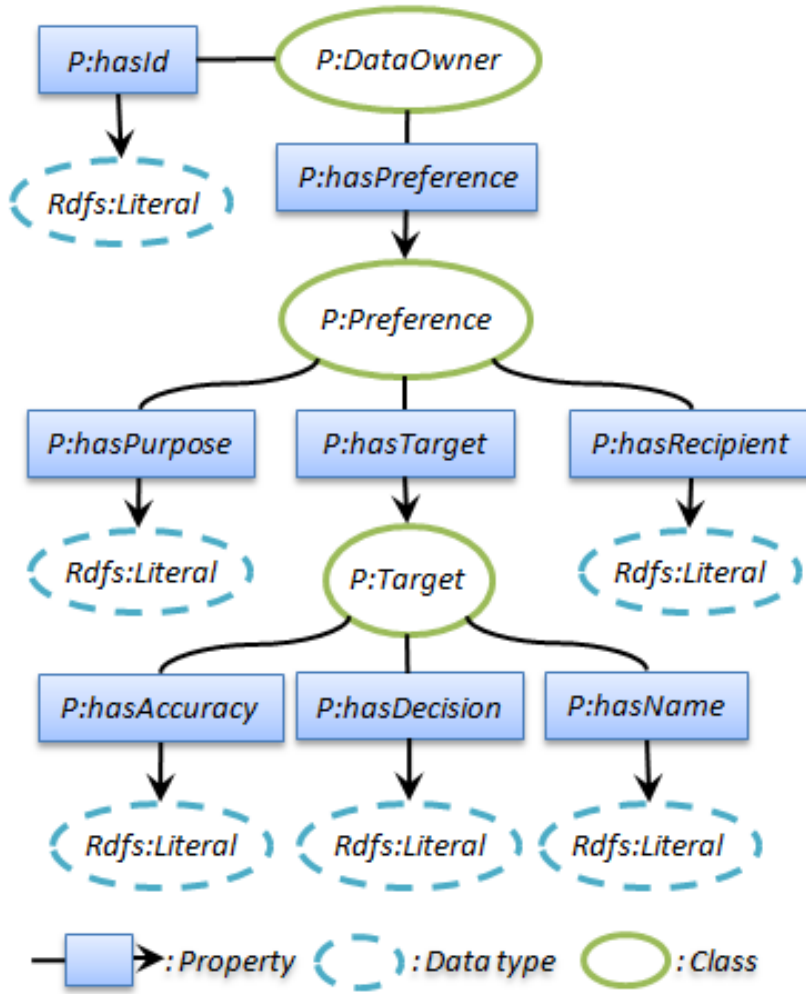 P:hasId
P:DataOwner
P:hasPreference
Rdfs:Literal
P:Preference
P:hasPurpose
P:hasTarget
P:hasRecipient
Rdfs:Literal
P:Target
Rdfs:Literal
P:hasAccuracy
P:hasDecision
P:hasName
Rdfs:Literal
Rdfs:Literal
Rdfs:Literal
: Property
: Data type
: Class